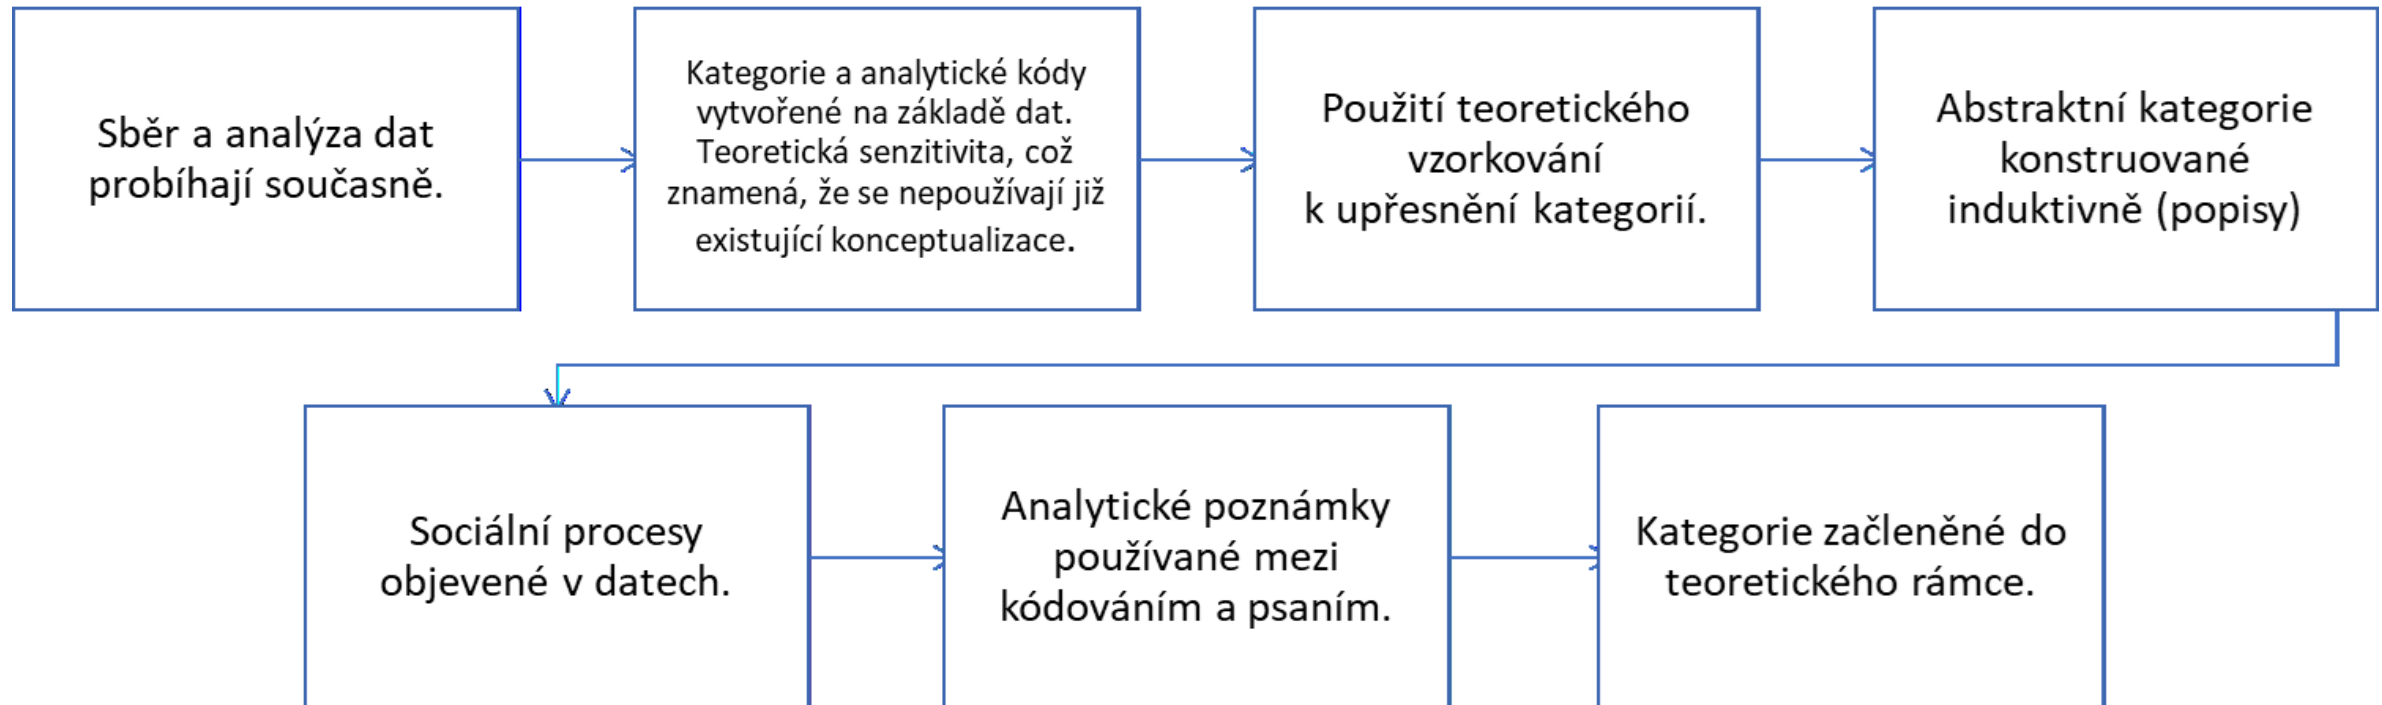 Sběr a analýza dat
probíhají současně.
Kategorie a analytické kódy
vytvořené na základě dat.
Teoretická senzitivita, což
znamená, že se nepoužívají již
existující konceptualizace.
Použití teoretického
vzorkování
k upřesnění kategorií.
Abstraktní kategorie
konstruované
induktivně (popisy)
Sociální procesy
objevené v datech.
Analytické poznámky
používané mezi
kódováním a psaním.
Kategorie začleněné do
teoretického rámce.